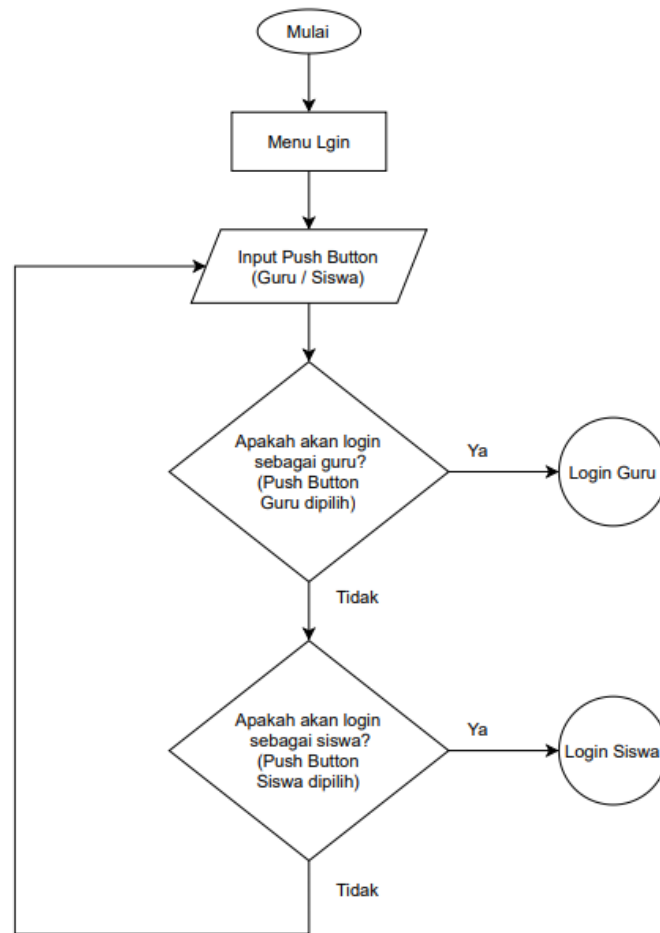 Mulai
Menu Lgin
Input Push Button
(Guru / Siswa)
Apakah akan login
sebagai guru?
(Push Button
Guru dipilih)
Ya
Login Guru
Tidak
Apakah akan login
sebagai siswa?
(Push Button
Siswa dipilih)
Ya
Login Siswa
Tidak